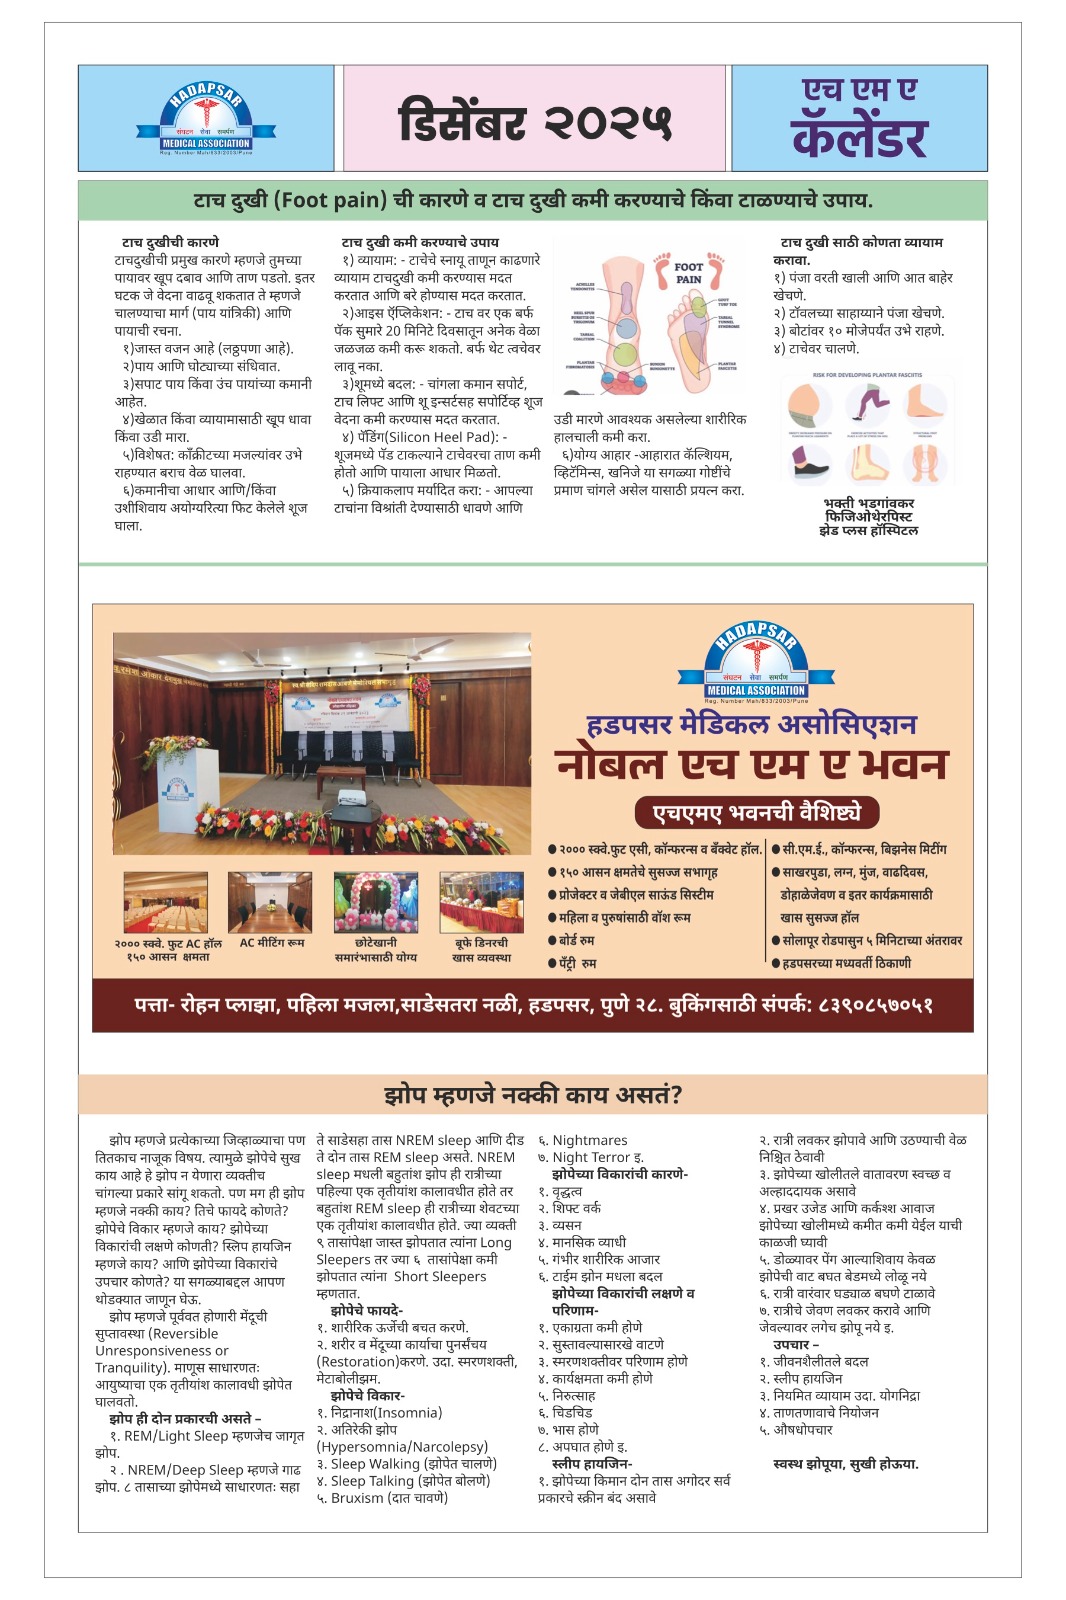 HADAPSAR
संघटन सेवा समर्पण
MEDICAL ASSOCIATION
Reg. Number Mah/833/2003/Pune
डिसेंबर २०२५
एच एम ए
कॅलेंडर
टाच दुखी (Foot pain) ची कारणे व टाच दुखी कमी करण्याचे किंवा टाळण्याचे उपाय.
टाच दुखीची कारणे
टाचदुखीची प्रमुख कारणे म्हणजे तुमच्या
पायावर खूप दबाव आणि ताण पडतो. इतर
घटक जे वेदना वाढवू शकतात ते म्हणजे
चालण्याचा मार्ग (पाय यांत्रिकी) आणि
पायाची रचना.
१)जास्त वजन आहे (लठ्ठपणा आहे).
२)पाय आणि घोट्याच्या संधिवात.
३)सपाट पाय किंवा उंच पायांच्या कमानी
आहेत.
४)खेळात किंवा व्यायामासाठी खूप धावा
किंवा उडी मारा.
५)विशेषत: काँक्रीटच्या मजल्यांवर उभे
राहण्यात बराच वेळ घालवा.
६)कमानीचा आधार आणि/किंवा
उशीशिवाय अयोग्यरित्या फिट केलेले शूज
घाला.
टाच दुखी कमी करण्याचे उपाय
१) व्यायाम: - टाचेचे स्नायू ताणून काढणारे
व्यायाम टाचदुखी कमी करण्यास मदत
करतात आणि बरे होण्यास मदत करतात.
२)आइस ऍप्लिकेशन: - टाच वर एक बर्फ
पॅक सुमारे 20 मिनिटे दिवसातून अनेक वेळा
जळजळ कमी करू शकतो. बर्फ थेट त्वचेवर
लावू नका.
३)शूमध्ये बदल: - चांगला कमान सपोर्ट,
टाच लिफ्ट आणि शू इन्सर्टसह सपोर्टिव्ह शूज
वेदना कमी करण्यास मदत करतात.
४) पॅडिंग(Silicon Heel Pad): -
शूजमध्ये पॅड टाकल्याने टाचेवरचा ताण कमी
होतो आणि पायाला आधार मिळतो.
५) क्रियाकलाप मर्यादित करा: - आपल्या
टाचांना विश्रांती देण्यासाठी धावणे आणि
FOOT
PAIN
ACHILLES
TENDONITIS
HEEL SPUR
TARSAL
COALITION
PLANTAR
GOUT
TURF TOE
TARSAL
TUNNEL
SYNDROME
PLANTAR
FASCITIS
उडी मारणे आवश्यक असलेल्या शारीरिक
हालचाली कमी करा.
६)योग्य आहार -आहारात कॅल्शियम,
व्हिटॅमिन्स, खनिजे या सगळ्या गोष्टींचे
प्रमाण चांगले असेल यासाठी प्रयत्न करा.
टाच दुखी साठी कोणता व्यायाम
करावा.
१) पंजा वरती खाली आणि आत बाहेर
खेचणे.
२) टॉवलच्या साहाय्याने पंजा खेचणे.
३) बोटांवर १० मोजेपर्यंत उभे राहणे.
४) टाचेवर चालणे.
RISK FOR DEVELOPING PLANTAR FASCIITIS
भक्ती भडगांवकर
फिजिओथेरपिस्ट
झेड प्लस हॉस्पिटल
HADAPSAR
संघटन सेवा समर्पण
MEDICAL ASSOCIATION
Reg. Number Mah/833/2003/Pune
हडपसर मेडिकल असोसिएशन
नोबल एच एम ए भवन
एचएमए भवनची वैशिष्ट्ये
● २००० स्क्वे.फुट एसी, कॉन्फरन्स व बँक्वेट हॉल.
● १५० आसन क्षमतेचे सुसज्ज सभागृह
● प्रोजेक्टर व जेबीएल साऊंड सिस्टीम
● महिला व पुरुषांसाठी वॉश रूम
● बोर्ड रुम
● पँट्री रुम
● सी.एम.ई., कॉन्फरन्स, बिझनेस मिटींग
● साखरपुडा, लग्न, मुंज, वाढदिवस,
डोहाळेजेवण व इतर कार्यक्रमासाठी
खास सुसज्ज हॉल
● सोलापूर रोडपासुन ५ मिनिटाच्या अंतरावर
● हडपसरच्या मध्यवर्ती ठिकाणी
२००० स्क्वे. फुट AC हॉल
१५० आसन क्षमता
AC मीटिंग रूम
छोटेखानी
समारंभासाठी योग्य
बूफे डिनरची
खास व्यवस्था
पत्ता- रोहन प्लाझा, पहिला मजला,साडेसतरा नळी, हडपसर, पुणे २८. बुकिंगसाठी संपर्क: ८३९०८५७०५१
झोप म्हणजे नक्की काय असतं?
झोप म्हणजे प्रत्येकाच्या जिव्हाळ्याचा पण
तितकाच नाजूक विषय. त्यामुळे झोपेचे सुख
काय आहे हे झोप न येणारा व्यक्तीच
चांगल्या प्रकारे सांगू शकतो. पण मग ही झोप
म्हणजे नक्की काय? तिचे फायदे कोणते?
झोपेचे विकार म्हणजे काय? झोपेच्या
विकारांची लक्षणे कोणती? स्लिप हायजिन
म्हणजे काय? आणि झोपेच्या विकारांचे
उपचार कोणते? या सगळ्याबद्दल आपण
थोडक्यात जाणून घेऊ.
झोप म्हणजे पूर्ववत होणारी मेंदूची
सुप्तावस्था (Reversible
Unresponsiveness or
Tranquility). माणूस साधारणतः
आयुष्याचा एक तृतीयांश कालावधी झोपेत
घालवतो.
झोप ही दोन प्रकारची असते –
१. REM/Light Sleep म्हणजेच जागृत
झोप.
२ . NREM/Deep Sleep म्हणजे गाढ
झोप. ८ तासाच्या झोपेमध्ये साधारणतः सहा
ते साडेसहा तास NREM sleep आणि दीड
ते दोन तास REM sleep असते. NREM
sleep मधली बहुतांश झोप ही रात्रीच्या
पहिल्या एक तृतीयांश कालावधीत होते तर
बहुतांश REM sleep ही रात्रीच्या शेवटच्या
एक तृतीयांश कालावधीत होते. ज्या व्यक्ती
९ तासांपेक्षा जास्त झोपतात त्यांना Long
Sleepers तर ज्या ६ तासांपेक्षा कमी
झोपतात त्यांना Short Sleepers
म्हणतात.
झोपेचे फायदे-
१. शारीरिक ऊर्जेची बचत करणे.
२. शरीर व मेंदूच्या कार्याचा पुनर्संचय
(Restoration)करणे. उदा. स्मरणशक्ती,
मेटाबोलीझम.
झोपेचे विकार-
१. निद्रानाश(Insomnia)
२. अतिरेकी झोप
(Hypersomnia/Narcolepsy)
३. Sleep Walking (झोपेत चालणे)
४. Sleep Talking (झोपेत बोलणे)
५. Bruxism (दात चावणे)
६. Nightmares
७. Night Terror इ.
झोपेच्या विकारांची कारणे-
१. वृद्धत्व
२. शिफ्ट वर्क
३. व्यसन
४. मानसिक व्याधी
५. गंभीर शारीरिक आजार
६. टाईम झोन मधला बदल
झोपेच्या विकारांची लक्षणे व
परिणाम-
१. एकाग्रता कमी होणे
२. सुस्तावल्यासारखे वाटणे
३. स्मरणशक्तीवर परिणाम होणे
४. कार्यक्षमता कमी होणे
५. निरुत्साह
६. चिडचिड
७. भास होणे
८. अपघात होणे इ.
स्लीप हायजिन-
१. झोपेच्या किमान दोन तास अगोदर सर्व
प्रकारचे स्क्रीन बंद असावे
२. रात्री लवकर झोपावे आणि उठण्याची वेळ
निश्चित ठेवावी
३. झोपेच्या खोलीतले वातावरण स्वच्छ व
अल्हाददायक असावे
४. प्रखर उजेड आणि कर्कश्श आवाज
झोपेच्या खोलीमध्ये कमीत कमी येईल याची
काळजी घ्यावी
५. डोळ्यावर पेंग आल्याशिवाय केवळ
झोपेची वाट बघत बेडमध्ये लोळू नये
६. रात्री वारंवार घड्याळ बघणे टाळावे
७. रात्रीचे जेवण लवकर करावे आणि
जेवल्यावर लगेच झोपू नये इ.
उपचार –
१. जीवनशैलीतले बदल
२. स्लीप हायजिन
३. नियमित व्यायाम उदा. योगनिद्रा
४. ताणतणावाचे नियोजन
५. औषधोपचार
स्वस्थ झोपूया, सुखी होऊया.